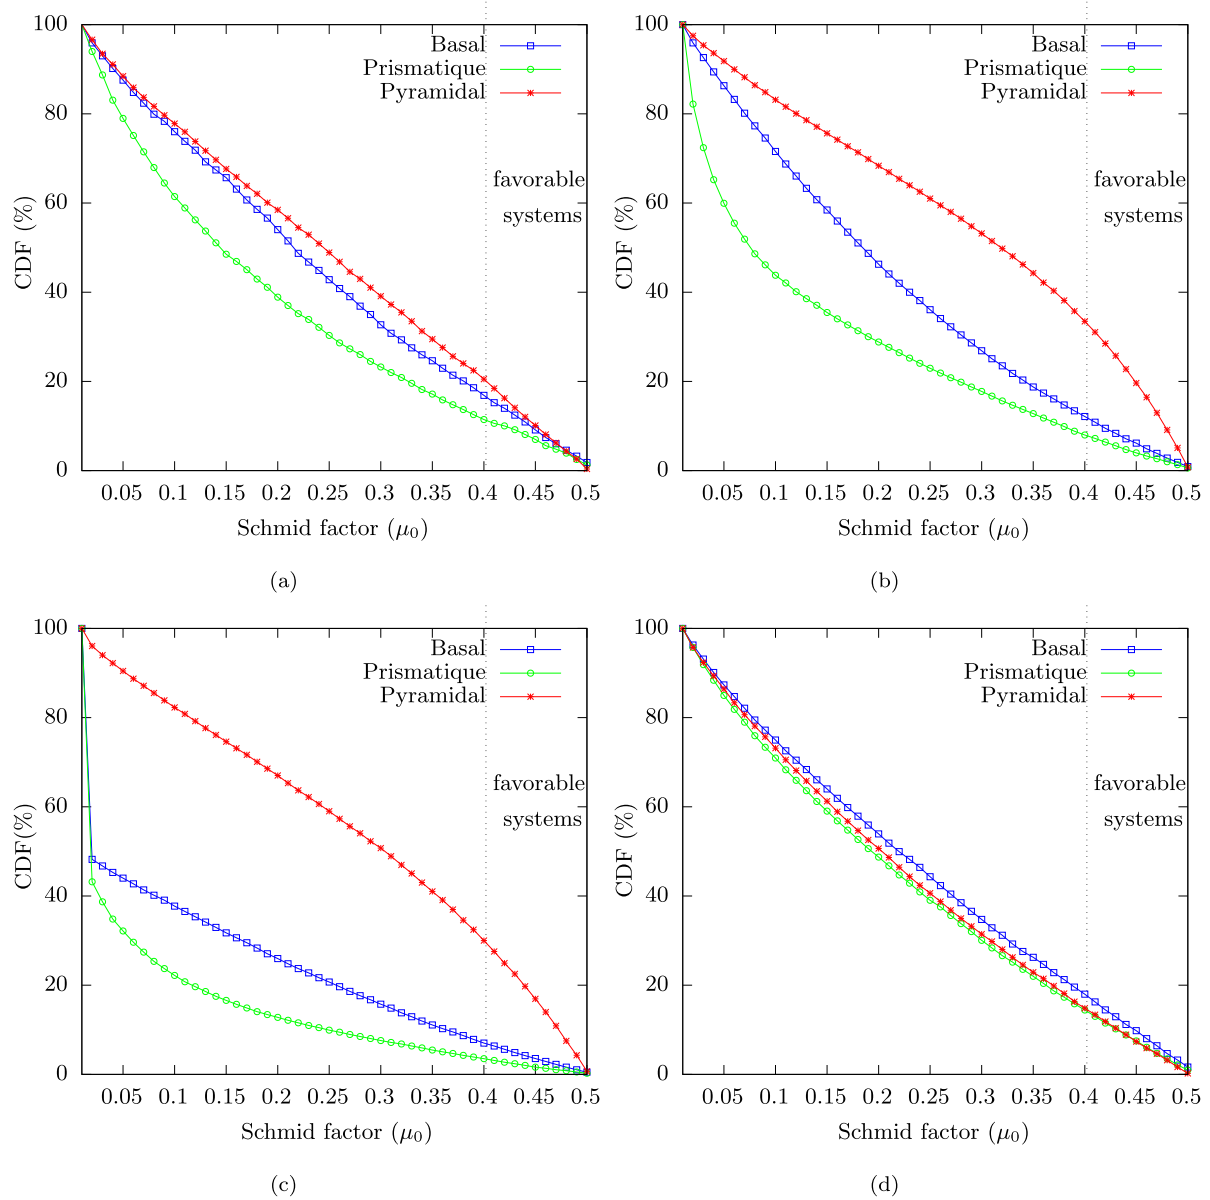 100
80
60
40
20
0
CDF (%)
Basal
Prismatique
Pyramidal
favorable
systems
0.05 0.1 0.15 0.2 0.25 0.3 0.35 0.4 0.45 0.5
Schmid factor (μ0)
(a)
100
80
60
40
20
0
CDF (%)
Basal
Prismatique
Pyramidal
favorable
systems
0.05 0.1 0.15 0.2 0.25 0.3 0.35 0.4 0.45 0.5
Schmid factor (μ0)
(b)
100
80
60
40
20
0
CDF(%)
Basal
Prismatique
Pyramidal
favorable
systems
0.05 0.1 0.15 0.2 0.25 0.3 0.35 0.4 0.45 0.5
Schmid factor (μ0)
(c)
100
80
60
40
20
0
CDF (%)
Basal
Prismatique
Pyramidal
favorable
systems
0.05 0.1 0.15 0.2 0.25 0.3 0.35 0.4 0.45 0.5
Schmid factor (μ0)
(d)